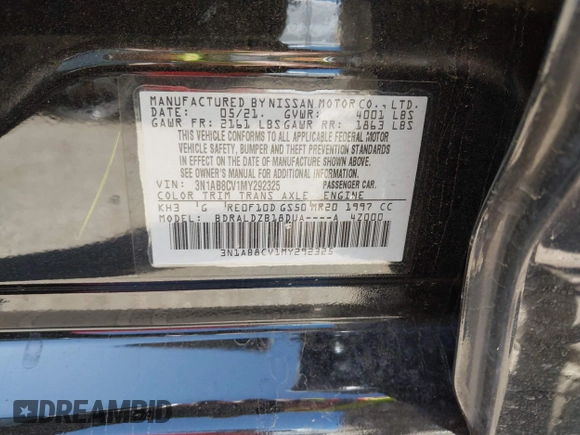 MANUFACTURED BY NISSAN MOTOR CO., LTD.
DATE: 05/21. GVWR: 4001 LBS
GAWR FR: 2161 LBS GAWR RR: 1863 LBS
THIS VEHICLE CONFORMS TO ALL APPLICABLE FEDERAL MOTOR
VEHICLE SAFETY, BUMPER AND THEFT PREVENTION STANDARDS
IN EFFECT ON THE DATE OF MANUFACTURE SHOWN ABOVE.
SEE OWNER'S MANUAL FOR ADDITIONAL INFORMATION
VIN: 3N1AB8CV1MY292325 PASSENGER CAR.
COLOR TRIM TRANS AXLE ENGINE
KH3 G RE0F10D GS50 MR20 1997 CC
MODEL: BDRALDZB18DUA----A 4Z000
3N1AB8CV1MY292325
DREAMBID